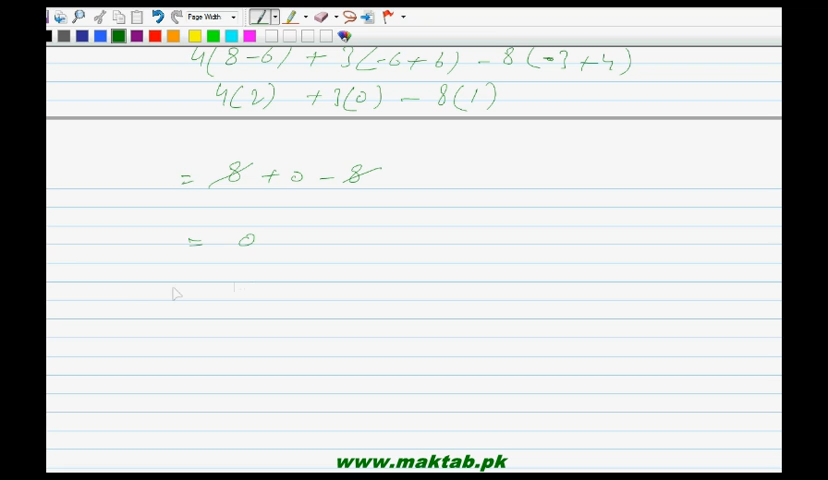 Page Width
4(8-6) + 3(-6+6) - 8(-3+4)
4(2) + 3(0) - 8(1)
= 8 + 0 - 8
= 0
www.maktab.pk